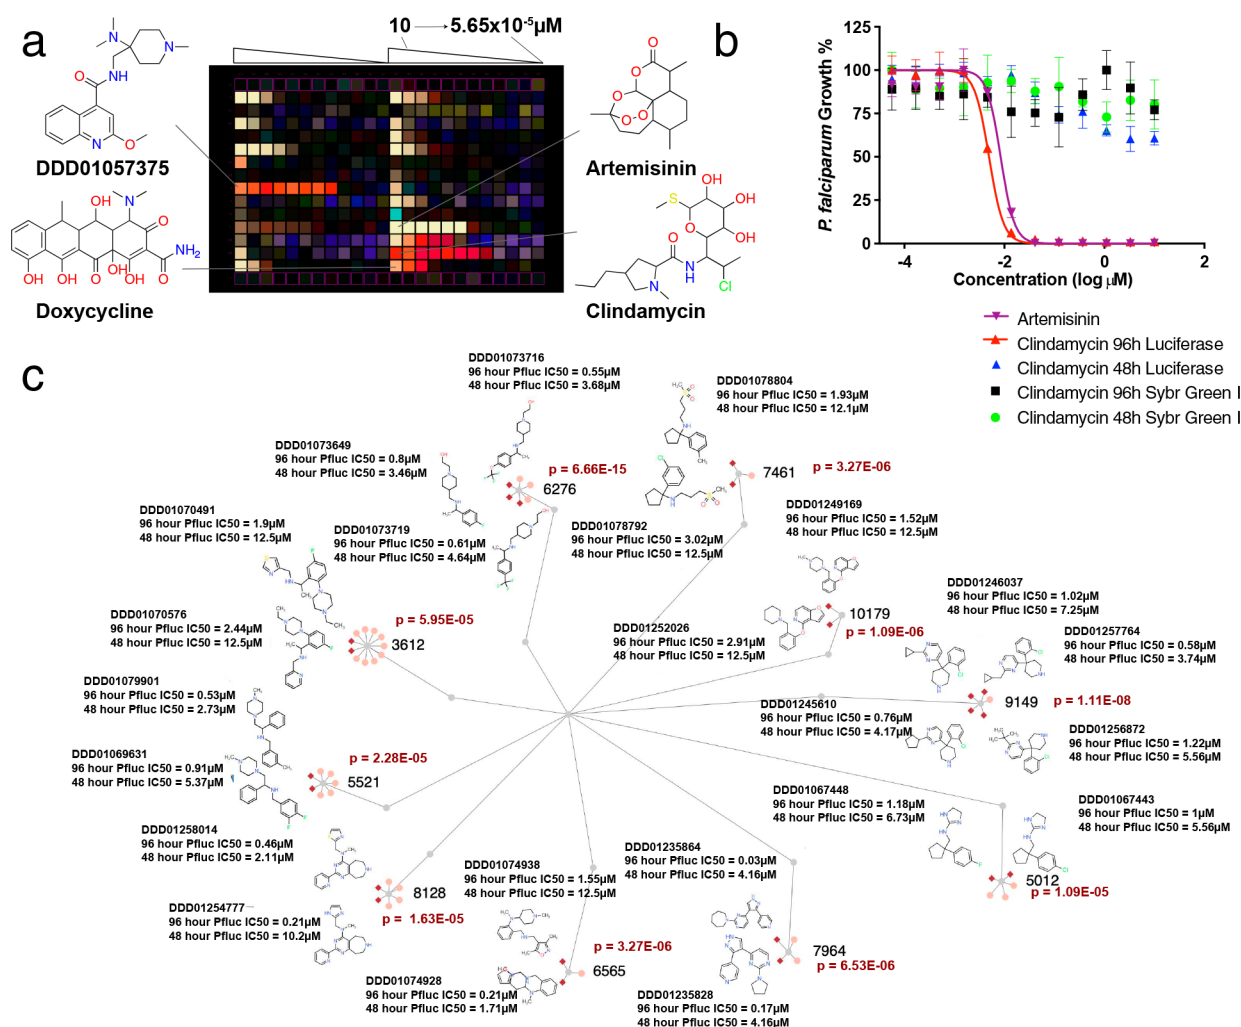 a
10 → 5.65x10⁻⁵µM
DDD01057375
Doxycycline
Artemisinin
Clindamycin
b
P. falciparum Growth %
125
100
75
50
25
0
-4
-2
0
2
Concentration (log µM)
Artemisinin
Clindamycin 96h Luciferase
Clindamycin 48h Luciferase
Clindamycin 96h Sybr Green
Clindamycin 48h Sybr Green
c
DDD01073716
96 hour Pfluc IC50 = 0.55µM
48 hour Pfluc IC50 = 3.68µM
DDD01078804
96 hour Pfluc IC50 = 1.93µM
48 hour Pfluc IC50 = 12.1µM
DDD01073649
96 hour Pfluc IC50 = 0.8µM
48 hour Pfluc IC50 = 3.46µM
p = 6.66E-15
6276
7461
p = 3.27E-06
DDD01070491
96 hour Pfluc IC50 = 1.9µM
48 hour Pfluc IC50 = 12.5µM
DDD01073719
96 hour Pfluc IC50 = 0.61µM
48 hour Pfluc IC50 = 4.64µM
DDD01078792
96 hour Pfluc IC50 = 3.02µM
48 hour Pfluc IC50 = 12.5µM
DDD01249169
96 hour Pfluc IC50 = 1.52µM
48 hour Pfluc IC50 = 12.5µM
DDD01246037
96 hour Pfluc IC50 = 1.02µM
48 hour Pfluc IC50 = 7.25µM
DDD01070576
96 hour Pfluc IC50 = 2.44µM
48 hour Pfluc IC50 = 12.5µM
p = 5.95E-05
3612
DDD01252026
96 hour Pfluc IC50 = 2.91µM
48 hour Pfluc IC50 = 12.5µM
10179
p = 1.09E-06
DDD01257764
96 hour Pfluc IC50 = 0.58µM
48 hour Pfluc IC50 = 3.74µM
DDD01079901
96 hour Pfluc IC50 = 0.53µM
48 hour Pfluc IC50 = 2.73µM
9149
p = 1.11E-08
DDD01245610
96 hour Pfluc IC50 = 0.76µM
48 hour Pfluc IC50 = 4.17µM
DDD01256872
96 hour Pfluc IC50 = 1.22µM
48 hour Pfluc IC50 = 5.56µM
DDD01069631
96 hour Pfluc IC50 = 0.91µM
48 hour Pfluc IC50 = 5.37µM
p = 2.28E-05
5521
DDD01067448
96 hour Pfluc IC50 = 1.18µM
48 hour Pfluc IC50 = 6.73µM
DDD01067443
96 hour Pfluc IC50 = 1µM
48 hour Pfluc IC50 = 5.56µM
DDD01258014
96 hour Pfluc IC50 = 0.46µM
48 hour Pfluc IC50 = 2.11µM
DDD01074938
96 hour Pfluc IC50 = 1.55µM
48 hour Pfluc IC50 = 12.5µM
DDD01235864
96 hour Pfluc IC50 = 0.03µM
48 hour Pfluc IC50 = 4.16µM
5012
p = 1.09E-05
8128
p = 1.63E-05
DDD01254777
96 hour Pfluc IC50 = 0.21µM
48 hour Pfluc IC50 = 10.2µM
p = 3.27E-06
6565
7964
p = 6.53E-06
DDD01074928
96 hour Pfluc IC50 = 0.21µM
48 hour Pfluc IC50 = 1.71µM
DDD01235828
96 hour Pfluc IC50 = 0.17µM
48 hour Pfluc IC50 = 4.16µM